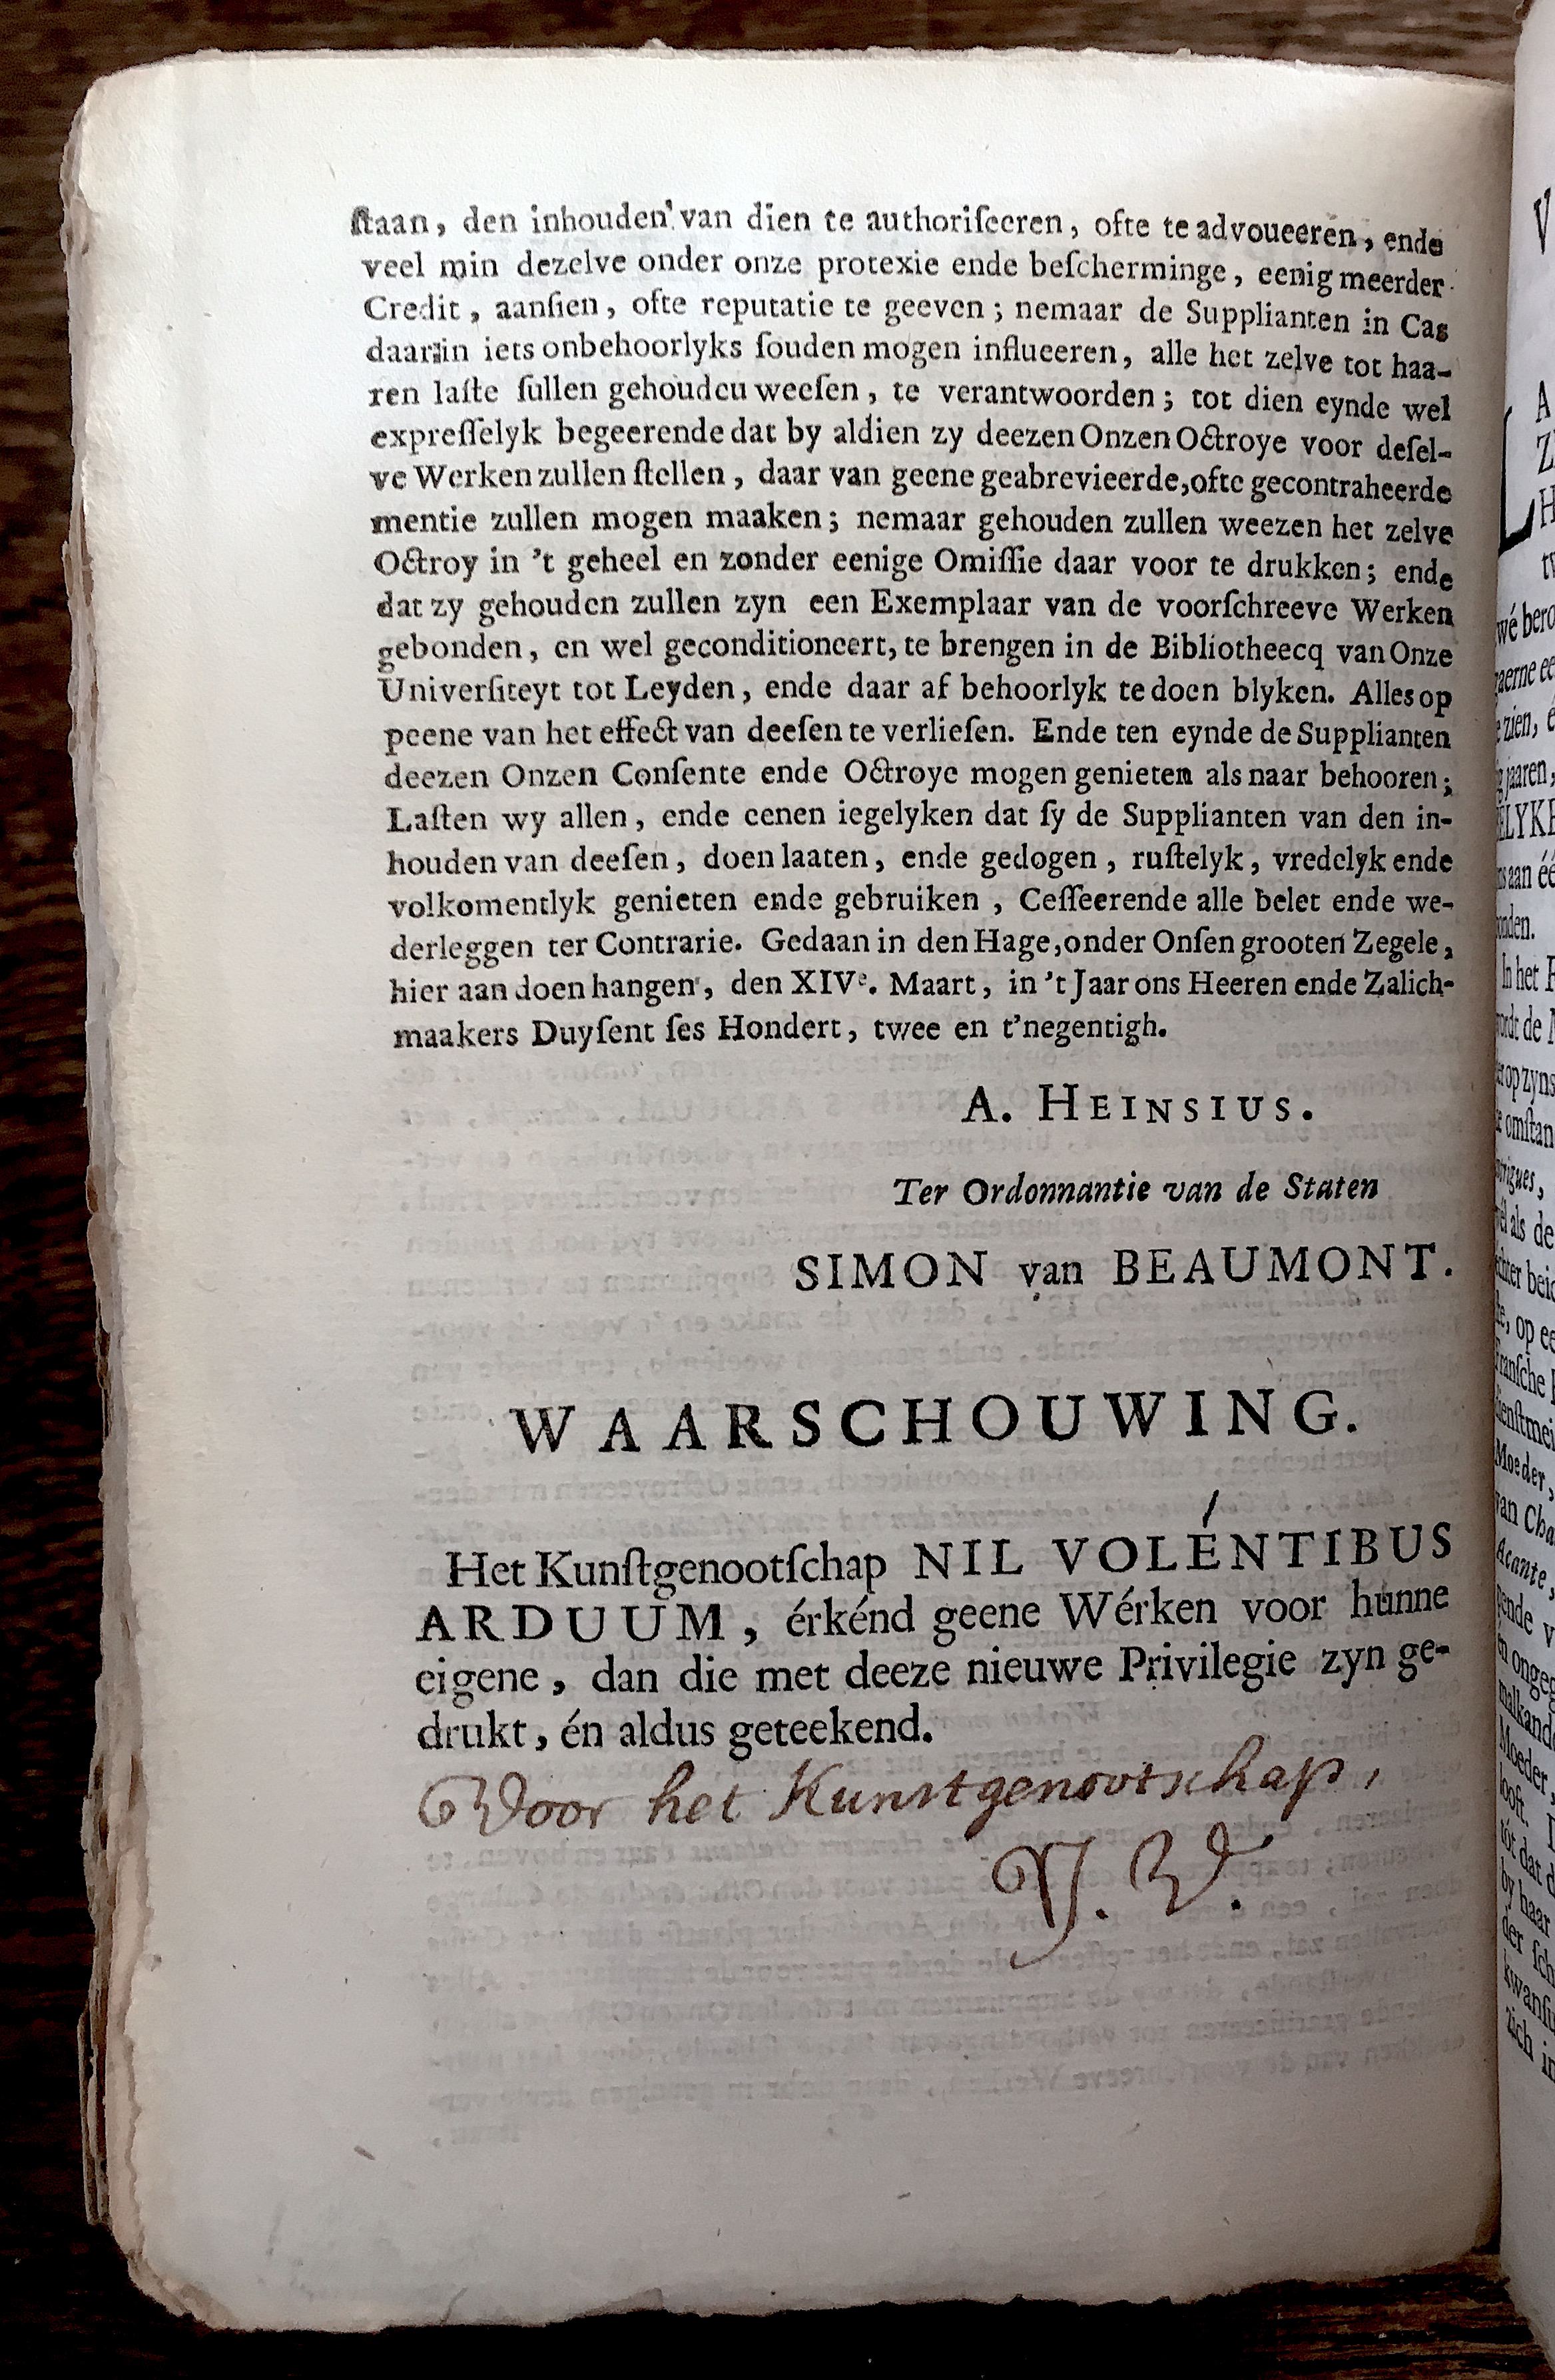 ſtaan, den inhouden van dien te authoriſeeren, ofte te advoueeren, ende
veel min dezelve onder onze protexie ende beſcherminge, eenig meerder
Credit, aanſien, ofte reputatie te geeven; nemaar de Supplianten in Cas
daar in iets onbehoorlyks ſouden mogen influeeren, alle het zelve tot haa-
ren laſte ſullen gehoudcu weeſen, te verantwoorden; tot dien eynde wel
expreſſelyk begeerende dat by aldien zy deezen Onzen Octroye voor deſel-
ve Werken zullen ſtellen, daar van geene geabrevieerde, ofte gecontraheerde
mentie zullen mogen maaken; nemaar gehouden zullen weezen het zelve
Octroy in 't geheel en zonder eenige Omiſſie daar voor te drukken; ende
dat zy gehouden zullen zyn een Exemplaar van de voorſchreeve Werken
gebonden, en wel geconditioneert, te brengen in de Bibliotheecq van Onze
Univerſiteyt tot Leyden, ende daar af behoorlyk te doen blyken. Alles op
peene van het effect van deeſen te verlieſen. Ende ten eynde de Supplianten
deezen Onzen Conſente ende Octroye mogen genieten als naar behooren;
Laſten wy allen, ende eenen iegelyken dat ſy de Supplianten van den in-
houden van deeſen, doen laaten, ende gedogen, ruſtelyk, vredelyk ende
volkomentlyk genieten ende gebruiken, Ceſſeerende alle belet ende we-
derleggen ter Contrarie. Gedaan in den Hage, onder Onſen grooten Zegele,
hier aan doen hangen, den XIVe. Maart, in 't Jaar ons Heeren ende Zalich-
maakers Duyſent ſes Hondert, twee en t'negentigh.
A. HEINSIUS.
Ter Ordonnantie van de Staten
SIMON van BEAUMONT.
WAARSCHOUWING.
Het Kunſtgenootſchap NIL VOLÉNTIBUS
ARDUUM, érkénd geene Wérken voor hunne
eigene, dan die met deeze nieuwe Privilegie zyn ge-
drukt, én aldus geteekend.
Voor het Kunstgenootschap,